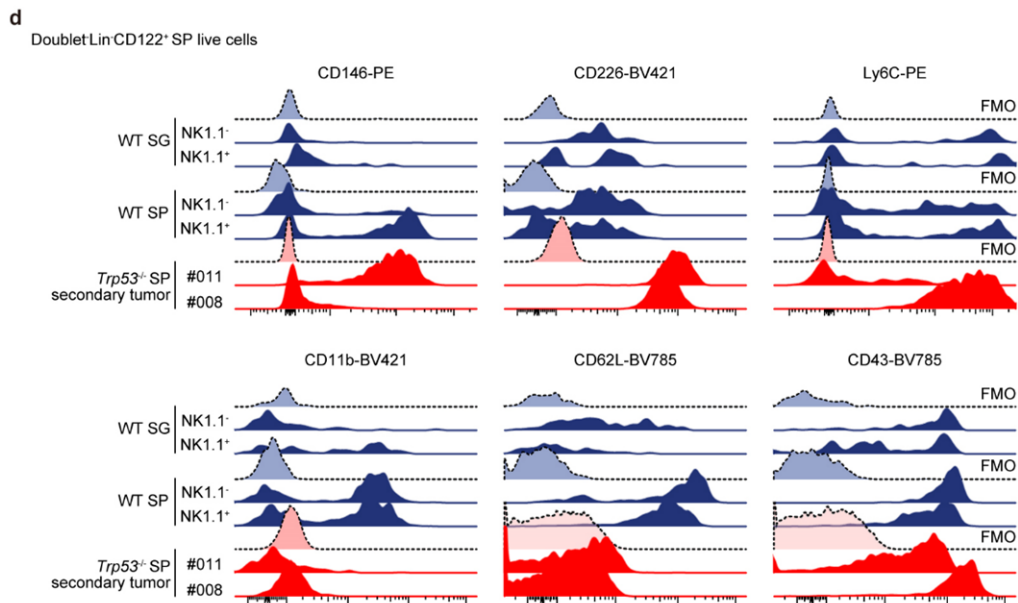 d
Doublet⁻Lin⁻CD122⁺ SP live cells
CD146-PE
CD226-BV421
Ly6C-PE
FMO
WT SG
NK1.1⁻
NK1.1⁺
FMO
WT SP
NK1.1⁻
NK1.1⁺
FMO
Trp53⁻/⁻ SP
secondary tumor
#011
#008
CD11b-BV421
CD62L-BV785
CD43-BV785
FMO
WT SG
NK1.1⁻
NK1.1⁺
FMO
WT SP
NK1.1⁻
NK1.1⁺
FMO
Trp53⁻/⁻ SP
secondary tumor
#011
#008